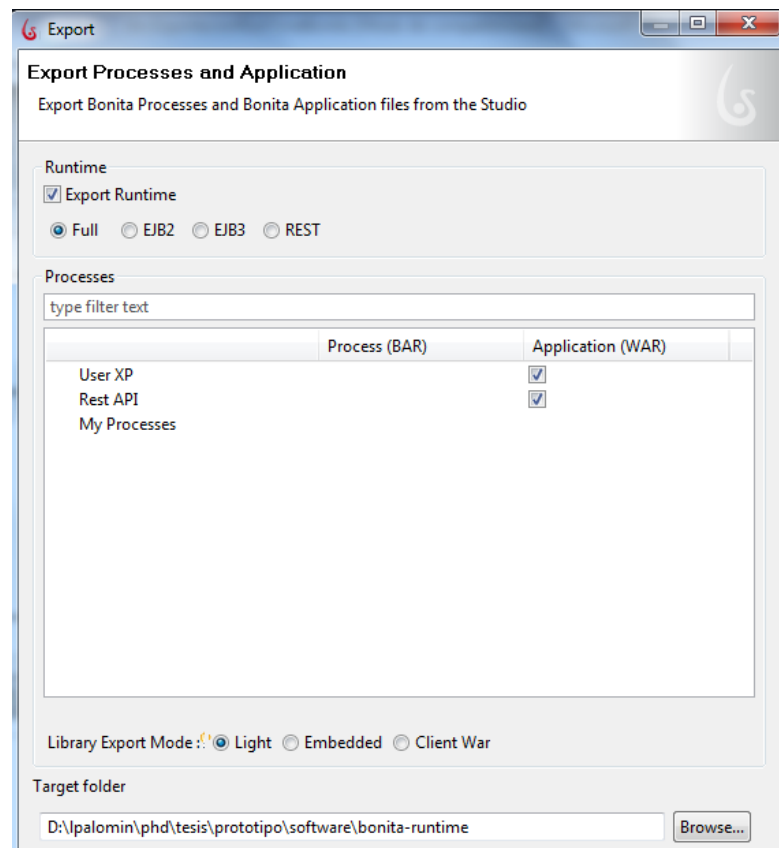 Export
Export Processes and Application
Export Bonita Processes and Bonita Application files from the Studio
Runtime
Export Runtime
Full EJB2 EJB3 REST
Processes
type filter text
Process (BAR) Application (WAR)
User XP
Rest API
My Processes
Library Export Mode : Light Embedded Client War
Target folder
D:\lpalomin\phd\tesis\prototipo\software\bonita-runtime Browse...